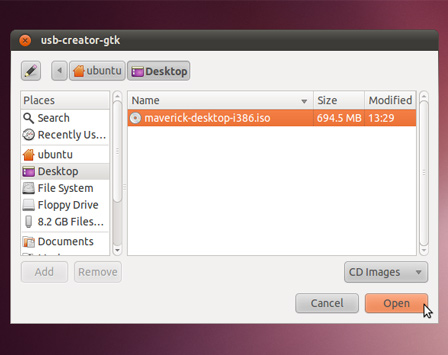 usb-creator-gtk
ubuntu Desktop
Places
Search
Recently Us...
ubuntu
Desktop
File System
Floppy Drive
8.2 GB Files...
Documents
Name Size Modified
maverick-desktop-i386.iso 694.5 MB 13:29
Add Remove
CD Images
Cancel Open